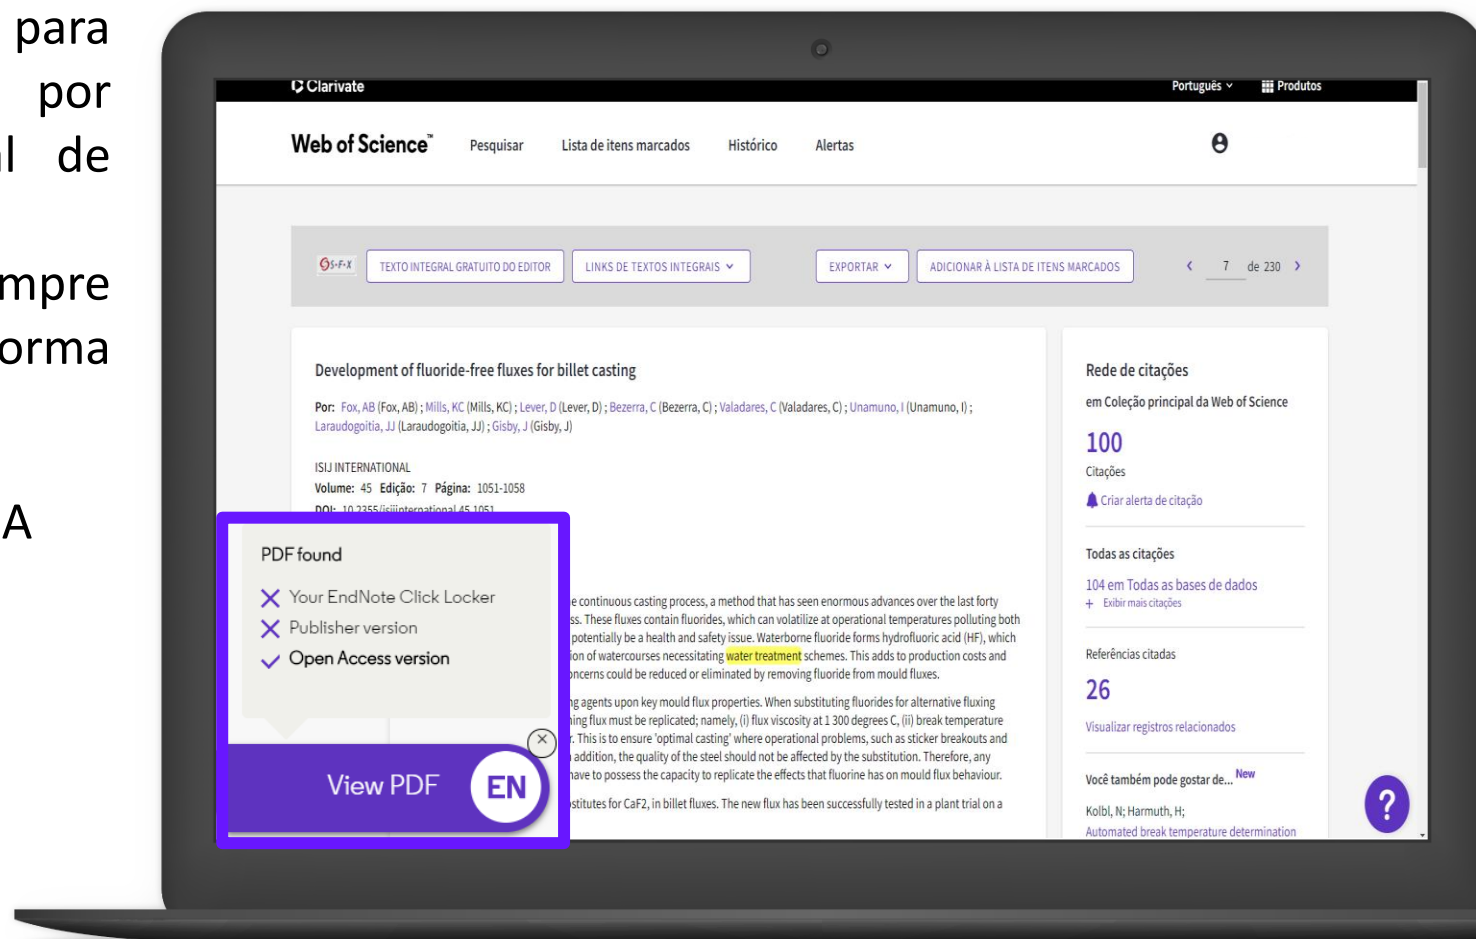 para
por
de
A
Clarivate
Português
Produtos
Web of Science™
Pesquisar
Lista de itens marcados
Histórico
Alertas
S·F·X
TEXTO INTEGRAL GRATUITO DO EDITOR
LINKS DE TEXTOS INTEGRAIS
EXPORTAR
ADICIONAR À LISTA DE ITENS MARCADOS
7 de 230
Development of fluoride-free fluxes for billet casting
Por: Fox, AB (Fox, AB) ; Mills, KC (Mills, KC) ; Lever, D (Lever, D) ; Bezerra, C (Bezerra, C) ; Valadares, C (Valadares, C) ; Unamuno, I (Unamuno, I) ;
Laraudogoitia, JJ (Laraudogoitia, JJ) ; Gisby, J (Gisby, J)
ISIJ INTERNATIONAL
Volume: 45 Edição: 7 Página: 1051-1058
DOI: 10.2355/isijinternational.45.1051
PDF found
Your EndNote Click Locker
Publisher version
Open Access version
View PDF
EN
continuous casting process, a method that has seen enormous advances over the last forty
These fluxes contain fluorides, which can volatilize at operational temperatures polluting both
potentially be a health and safety issue. Waterborne fluoride forms hydrofluoric acid (HF), which
of watercourses necessitating water treatment schemes. This adds to production costs and
could be reduced or eliminated by removing fluoride from mould fluxes.
agents upon key mould flux properties. When substituting fluorides for alternative fluxing
flux must be replicated; namely, (i) flux viscosity at 1 300 degrees C, (ii) break temperature
This is to ensure 'optimal casting' where operational problems, such as sticker breakouts and
addition, the quality of the steel should not be affected by the substitution. Therefore, any
have to possess the capacity to replicate the effects that fluorine has on mould flux behaviour.
for CaF2, in billet fluxes. The new flux has been successfully tested in a plant trial on a
Rede de citações
em Coleção principal da Web of Science
100
Citações
Criar alerta de citação
Todas as citações
104 em Todas as bases de dados
+ Exibir mais citações
Referências citadas
26
Visualizar registros relacionados
Você também pode gostar de... New
Kolbl, N; Harmuth, H;
Automated break temperature determination
?